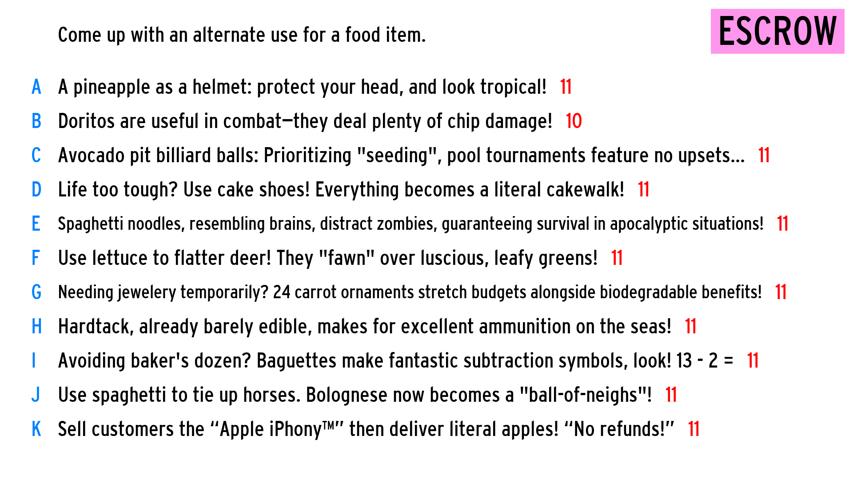 Come up with an alternate use for a food item.
ESCROW
A A pineapple as a helmet: protect your head, and look tropical! 11
B Doritos are useful in combat—they deal plenty of chip damage! 10
C Avocado pit billiard balls: Prioritizing "seeding", pool tournaments feature no upsets... 11
D Life too tough? Use cake shoes! Everything becomes a literal cakewalk! 11
E Spaghetti noodles, resembling brains, distract zombies, guaranteeing survival in apocalyptic situations! 11
F Use lettuce to flatter deer! They "fawn" over luscious, leafy greens! 11
G Needing jewelery temporarily? 24 carrot ornaments stretch budgets alongside biodegradable benefits! 11
H Hardtack, already barely edible, makes for excellent ammunition on the seas! 11
I Avoiding baker's dozen? Baguettes make fantastic subtraction symbols, look! 13 - 2 = 11
J Use spaghetti to tie up horses. Bolognese now becomes a "ball-of-neighs"! 11
K Sell customers the “Apple iPhony™” then deliver literal apples! “No refunds!” 11